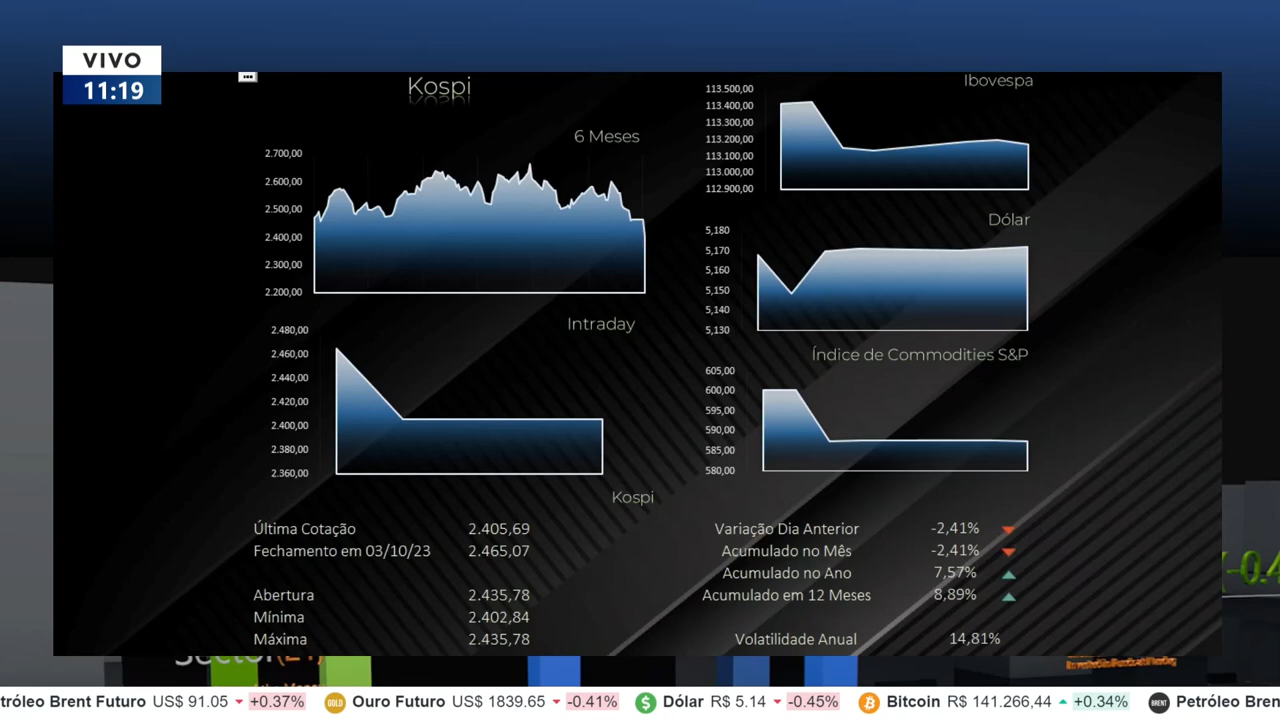 VIVO
11:19
Kospi
6 Meses
2.700,00
2.600,00
2.500,00
2.400,00
2.300,00
2.200,00
Intraday
2.480,00
2.460,00
2.440,00
2.420,00
2.400,00
2.380,00
2.360,00
Ibovespa
113.500,00
113.400,00
113.300,00
113.200,00
113.100,00
113.000,00
112.900,00
Dólar
5,180
5,170
5,160
5,150
5,140
5,130
Índice de Commodities S&P
605,00
600,00
595,00
590,00
585,00
580,00
Kospi
Última Cotação 2.405,69
Fechamento em 03/10/23 2.465,07
Abertura 2.435,78
Mínima 2.402,84
Máxima 2.435,78
Variação Dia Anterior -2,41%
Acumulado no Mês -2,41%
Acumulado no Ano 7,57%
Acumulado em 12 Meses 8,89%
Volatilidade Anual 14,81%
-0.4
tróleo Brent Futuro US$ 91.05 +0.37% GOLD Ouro Futuro US$ 1839.65 -0.41% Dólar R$ 5.14 -0.45% Bitcoin R$ 141.266,44 +0.34% BRENT Petróleo Bren